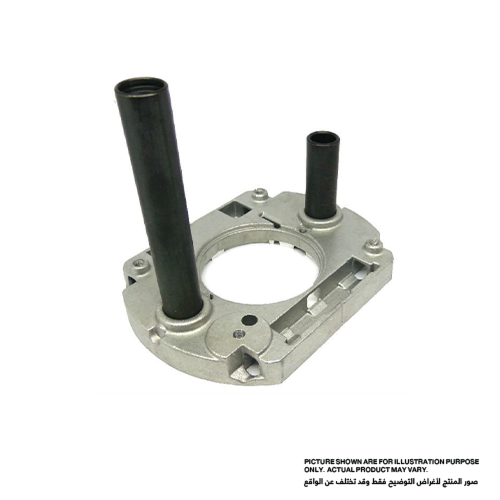 PICTURE SHOWN ARE FOR ILLUSTRATION PURPOSE
ONLY. ACTUAL PRODUCT MAY VARY.
صور المنتج لأغراض التوضيح فقط وقد تختلف عن الواقع